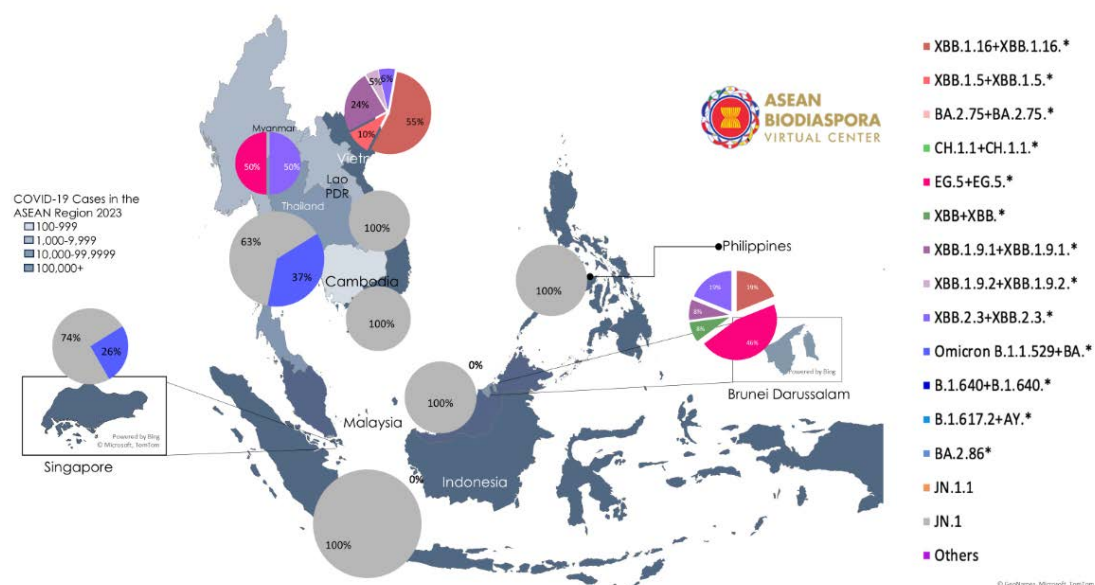 ASEAN
BIODIASPORA
VIRTUAL CENTER
COVID-19 Cases in the
ASEAN Region 2023
100-999
1,000-9,999
10,000-99,9999
100,000+
Myanmar
50%
50%
6%
5%
24%
10%
55%
Vietn
Lao
PDR
Thailand
100%
63%
37%
Cambodia
100%
Philippines
100%
19%
19%
8%
8%
46%
Powered by Bing
Brunei Darussalam
74%
26%
Powered by Bing
© Microsoft, TomTom
Singapore
Malaysia
0%
100%
0%
Indonesia
100%
XBB.1.16+XBB.1.16.*
XBB.1.5+XBB.1.5.*
BA.2.75+BA.2.75.*
CH.1.1+CH.1.1.*
EG.5+EG.5.*
XBB+XBB.*
XBB.1.9.1+XBB.1.9.1.*
XBB.1.9.2+XBB.1.9.2.*
XBB.2.3+XBB.2.3.*
Omicron B.1.1.529+BA.*
B.1.640+B.1.640.*
B.1.617.2+AY.*
BA.2.86*
JN.1.1
JN.1
Others
© GeoNames, Microsoft, TomTom